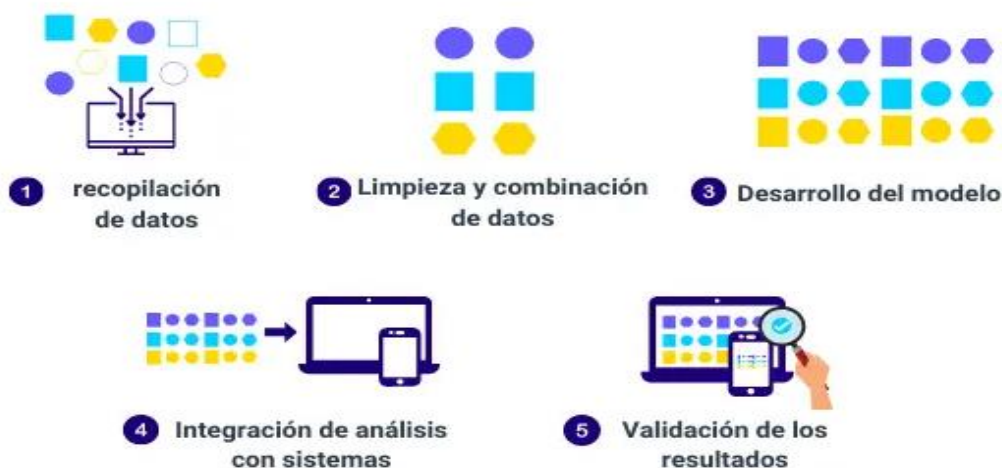 1 recopilación
de datos
2 Limpieza y combinación
de datos
3 Desarrollo del modelo
4 Integración de análisis
con sistemas
5 Validación de los
resultados